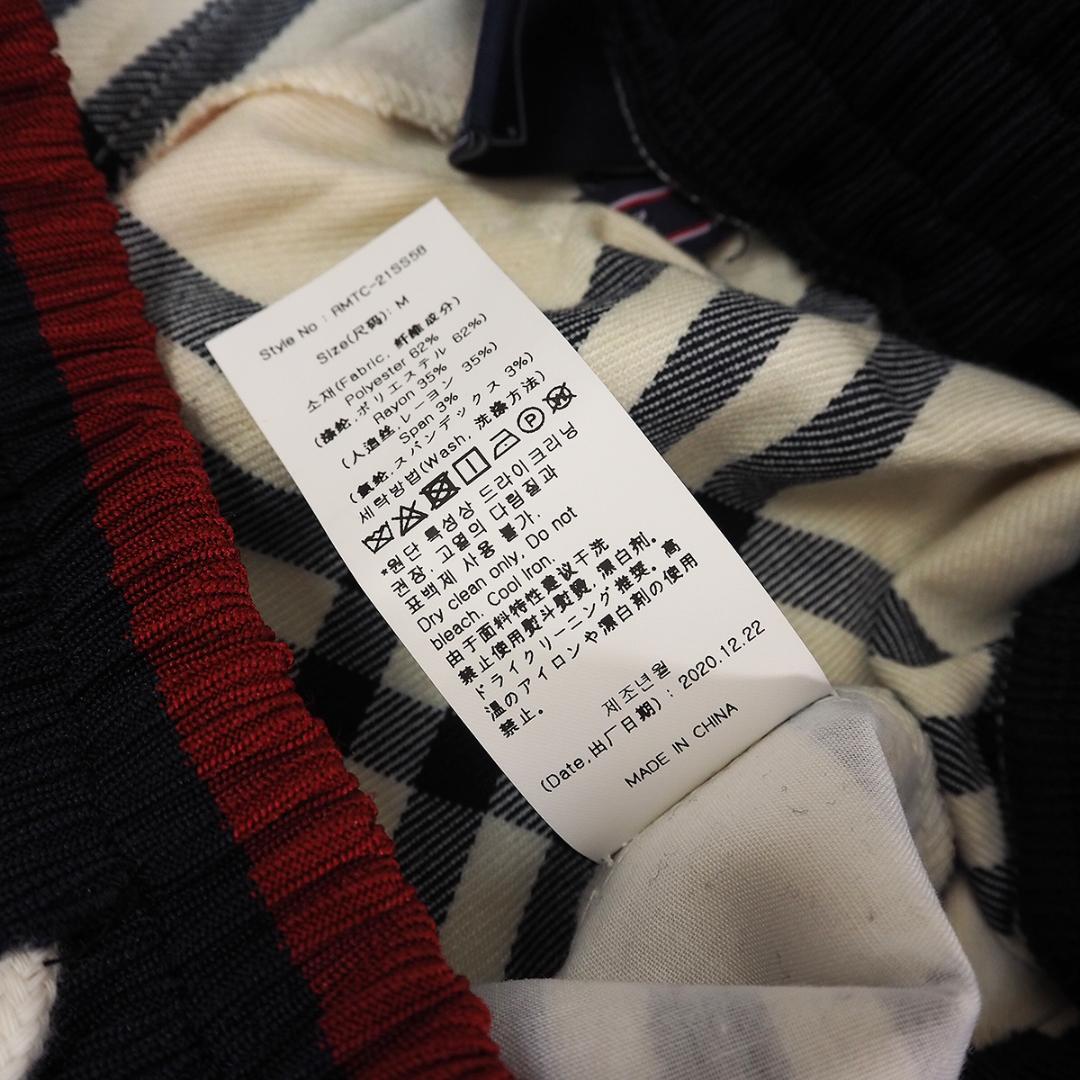 Style No : RMTC-21SS58
Size(尺码): M
소재(Fabric, 纤维成分)
Polyester 62%
(涤纶,ポリエステル 62%)
Rayon 35%
(人造丝,レーヨン 35%)
Span 3%
(氨纶,スパンデックス 3%)
세탁방법(Wash, 洗涤方法)
P
*원단 특성상 드라이크리닝
권장, 고열의 다림질과
표백제 사용 불가.
Dry clean only, Do not
bleach. Cool iron.
由于面料特性建议干洗
禁止使用熨斗熨烫,漂白剂。
ドライクリーニング推奨。高
温のアイロンや漂白剤の使用
禁止。
제조년월
(Date, 出厂日期) : 2020.12.22
MADE IN CHINA